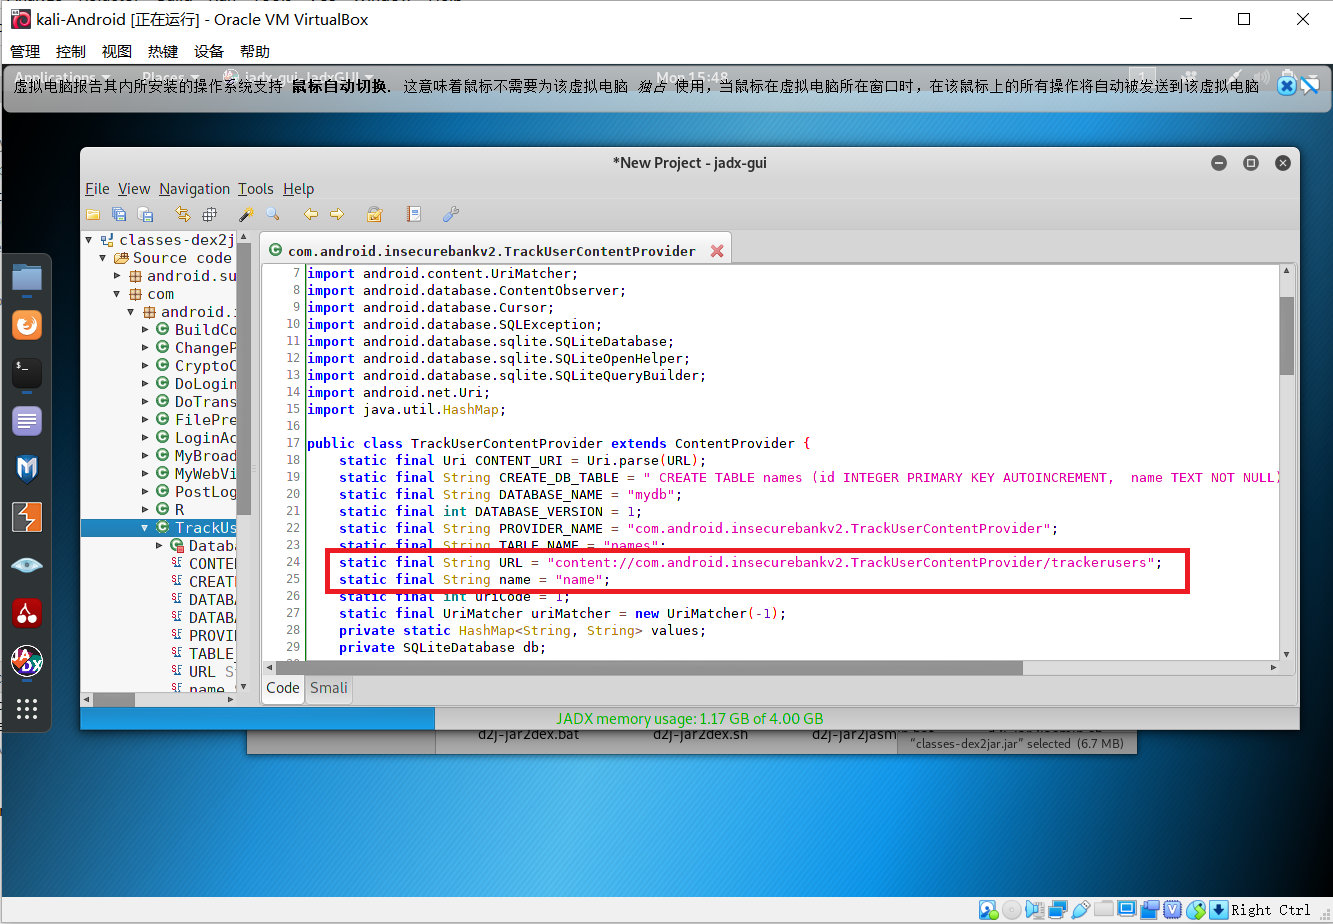 kali-Android [正在运行] - Oracle VM VirtualBox
管理 控制 视图 热键 设备 帮助
Applications Places jadx-gui-JadxGUI Mon 15:48 1
虚拟电脑报告其内所安装的操作系统支持 鼠标自动切换. 这意味着鼠标不需要为该虚拟电脑 独占 使用，当鼠标在虚拟电脑所在窗口时，在该鼠标上的所有操作将自动被发送到该虚拟电脑
*New Project - jadx-gui
File View Navigation Tools Help
classes-dex2j
Source code
android.su
com
android.i
BuildCo
ChangeP
CryptoC
DoLogin
DoTrans
FilePre
LoginAc
MyBroad
MyWebVi
PostLog
R
TrackUs
Databa
CONTEN
CREATE
DATABA
DATABA
PROVID
TABLE_
URL S
name
com.android.insecurebankv2.TrackUserContentProvider
7 import android.content.UriMatcher;
8 import android.database.ContentObserver;
9 import android.database.Cursor;
10 import android.database.SQLException;
11 import android.database.sqlite.SQLiteDatabase;
12 import android.database.sqlite.SQLiteOpenHelper;
13 import android.database.sqlite.SQLiteQueryBuilder;
14 import android.net.Uri;
15 import java.util.HashMap;
16
17 public class TrackUserContentProvider extends ContentProvider {
18 static final Uri CONTENT_URI = Uri.parse(URL);
19 static final String CREATE_DB_TABLE = " CREATE TABLE names (id INTEGER PRIMARY KEY AUTOINCREMENT,  name TEXT NOT NULL)
20 static final String DATABASE_NAME = "mydb";
21 static final int DATABASE_VERSION = 1;
22 static final String PROVIDER_NAME = "com.android.insecurebankv2.TrackUserContentProvider";
23 static final String TABLE_NAME = "names";
24 static final String URL = "content://com.android.insecurebankv2.TrackUserContentProvider/trackerusers";
25 static final String name = "name";
26 static final int uriCode = 1;
27 static final UriMatcher uriMatcher = new UriMatcher(-1);
28 private static HashMap<String, String> values;
29 private SQLiteDatabase db;
Code Smali
JADX memory usage: 1.17 GB of 4.00 GB
d2j-jar2dex.bat d2j-jar2dex.sh d2j-jar2jasm
"classes-dex2jar.jar" selected (6.7 MB)
Right Ctrl